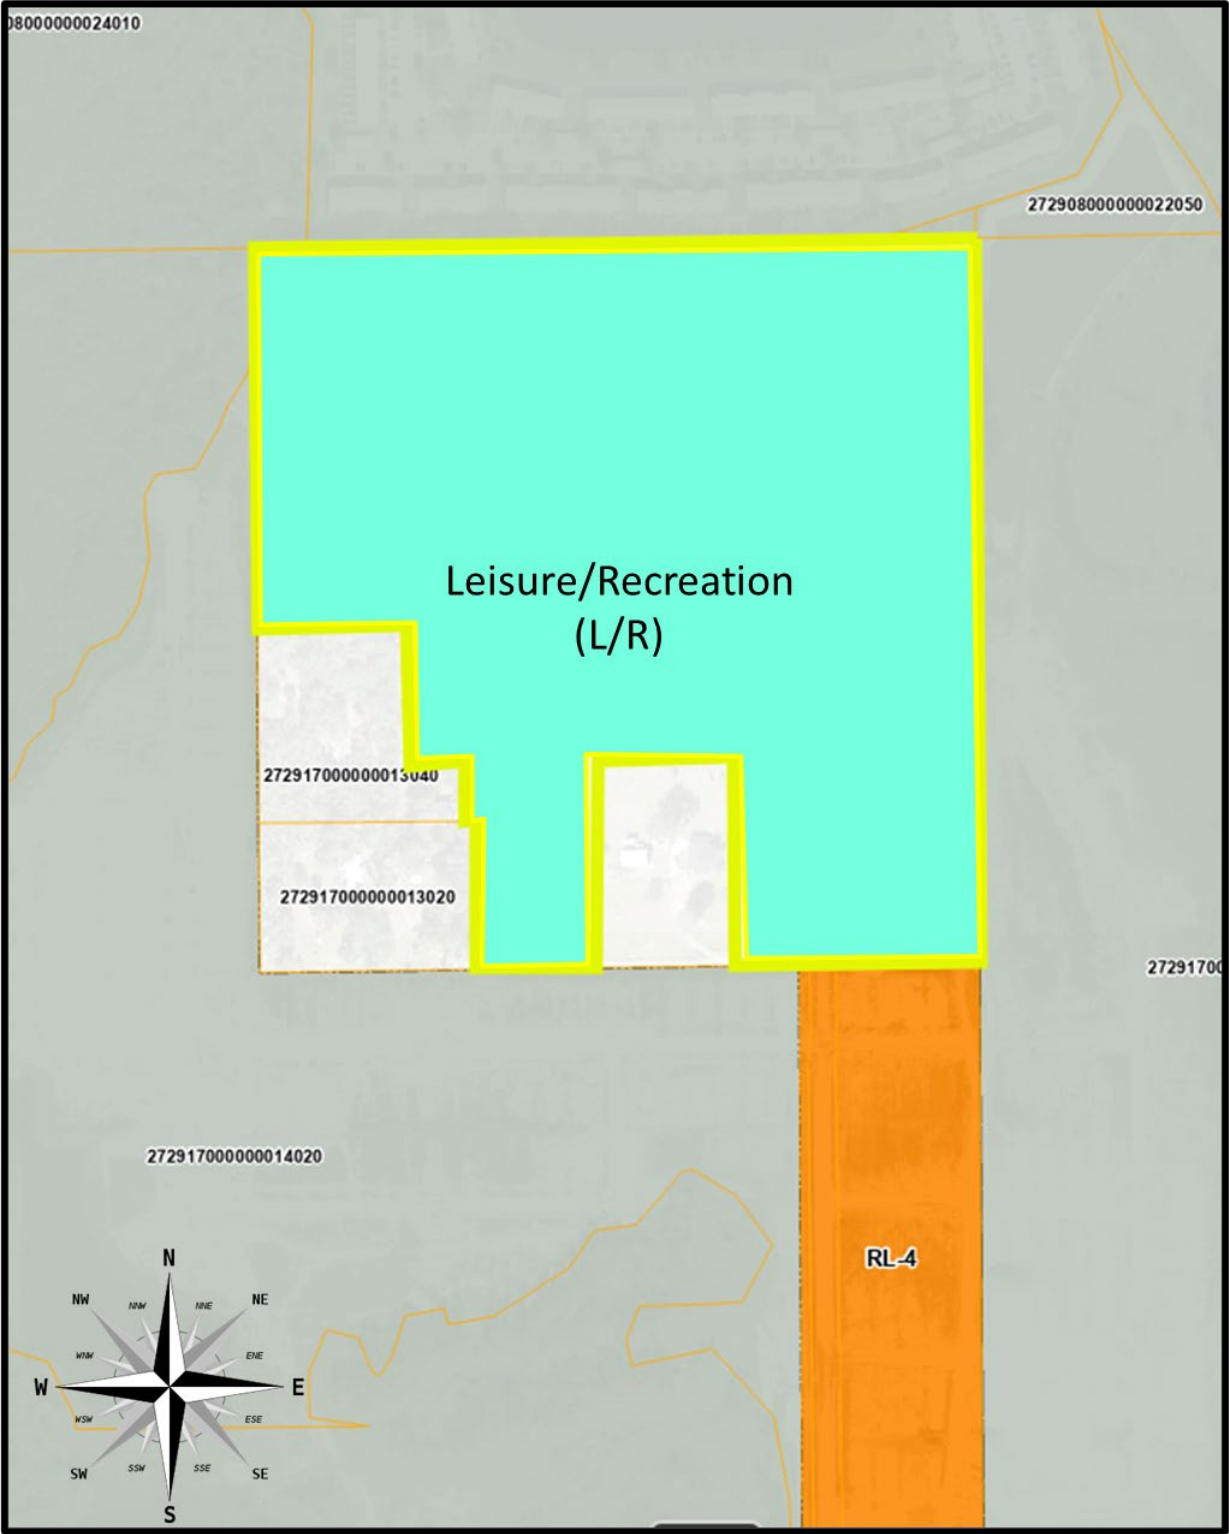 08000000024010
272908000000022050
Leisure/Recreation
(L/R)
272917000000013040
272917000000013020
27291700
272917000000014020
RL-4
N
NW
NNW
NNE
NE
WNW
ENE
W
E
WSW
ESE
SW
SSW
SSE
SE
S